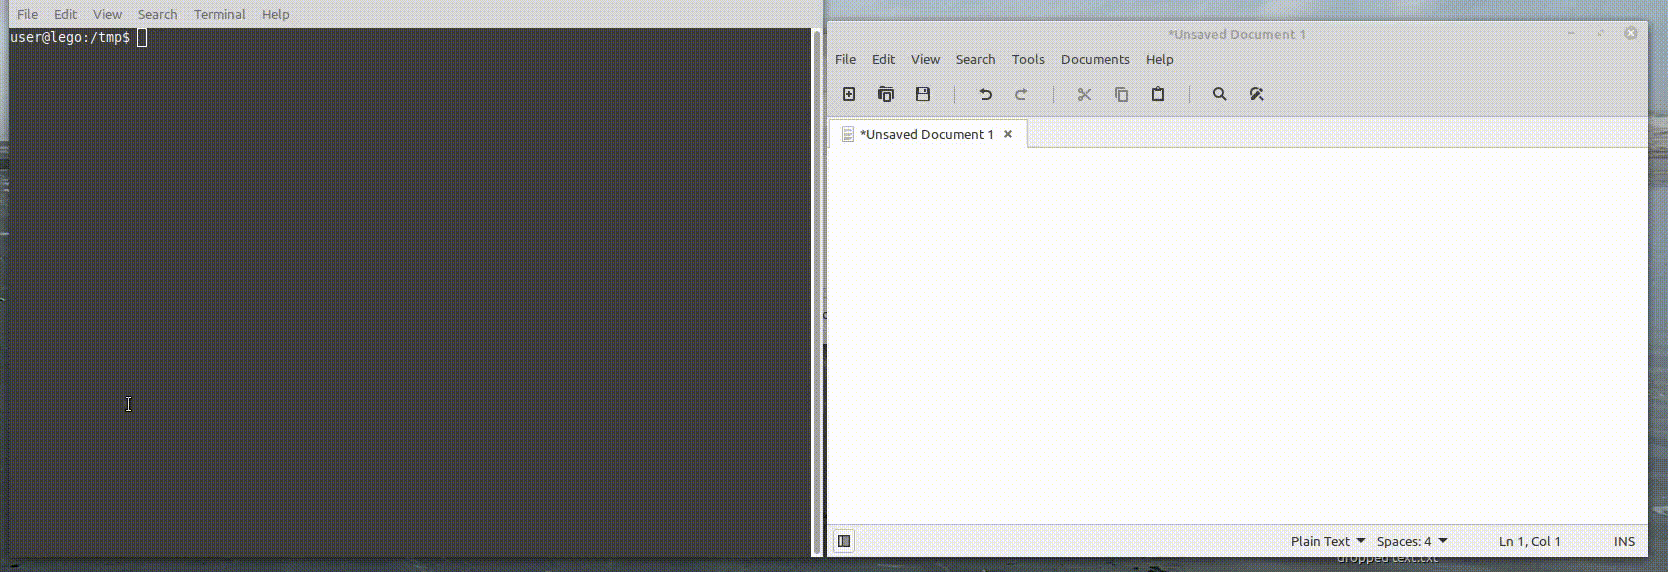 File Edit View Search Terminal Help
user@lego:/tmp$
*Unsaved Document 1
File Edit View Search Tools Documents Help
*Unsaved Document 1
Plain Text Spaces: 4 Ln 1, Col 1 INS
dropped text.txt